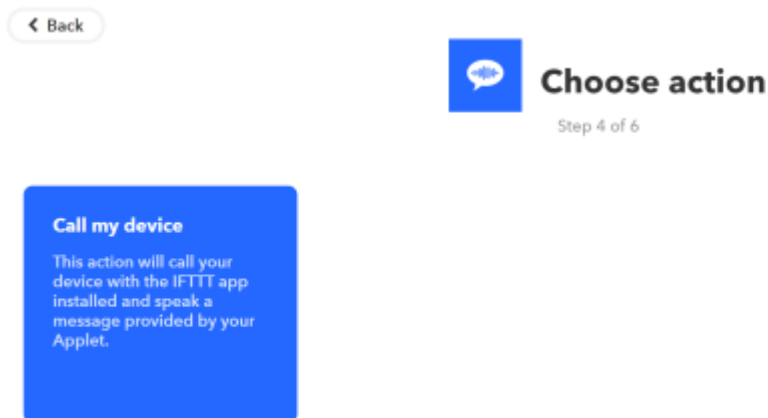 Back
Choose action
Step 4 of 6
Call my device
This action will call your
device with the IFTTT app
installed and speak a
message provided by your
Applet.